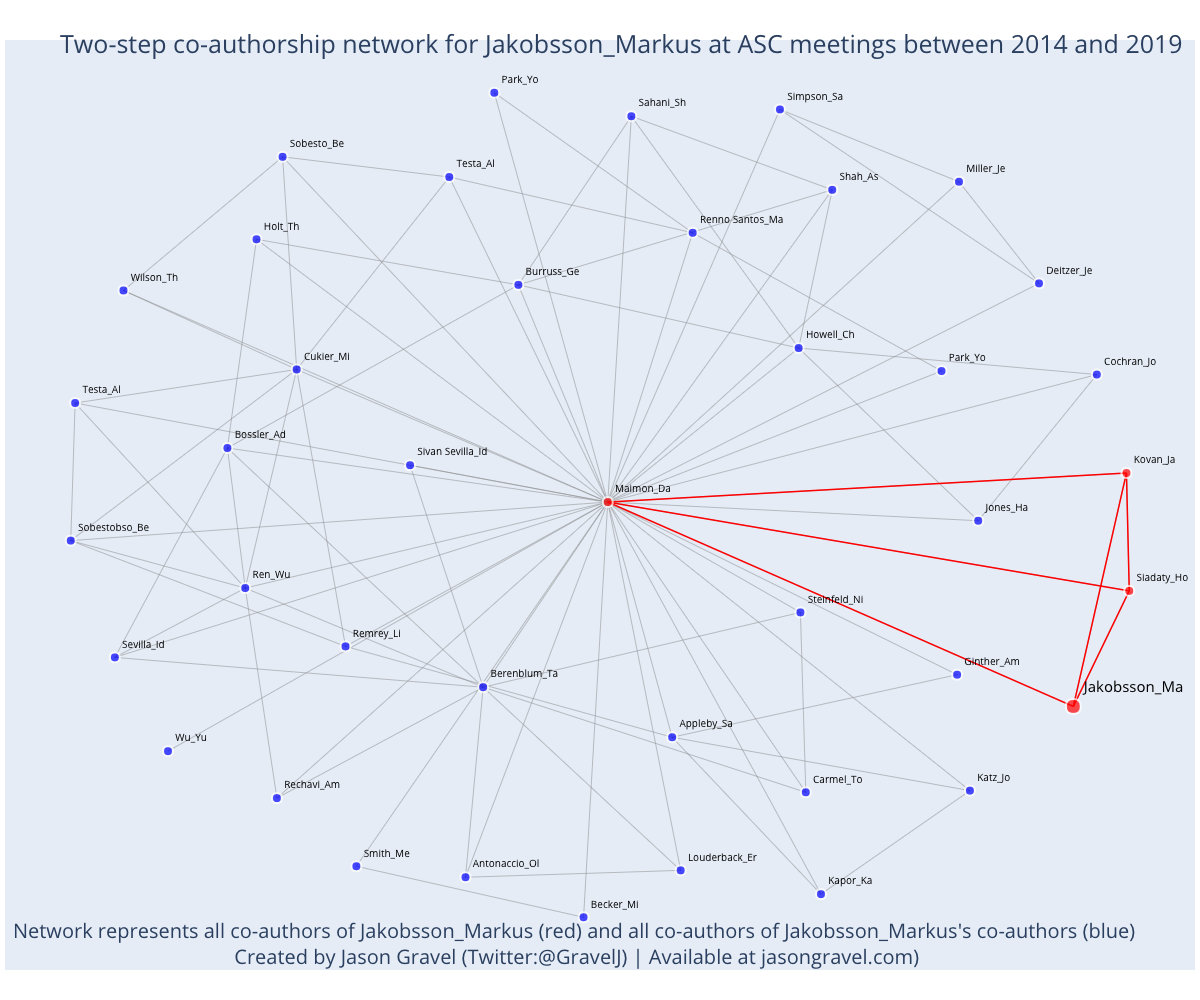 Two-step co-authorship network for Jakobsson_Markus at ASC meetings between 2014 and 2019
Park_Yo
Sahani_Sh
Simpson_Sa
Sobesto_Be
Testa_Al
Miller_Je
Shah_As
Renno Santos_Ma
Holt_Th
Burruss_Ge
Deitzer_Je
Wilson_Th
Howell_Ch
Cukier_Mi
Park_Yo
Cochran_Jo
Testa_Al
Bossler_Ad
Sivan Sevilla_Id
Kovan_Ja
Maimon_Da
Jones_Ha
Sobestobso_Be
Ren_Wu
Siadaty_Ho
Steinfeld_Ni
Remrey_Li
Sevilla_Id
Ginther_Am
Berenblum_Ta
Jakobsson_Ma
Appleby_Sa
Wu_Yu
Rechavi_Am
Carmel_To
Katz_Jo
Smith_Me
Antonaccio_Ol
Louderback_Er
Kapor_Ka
Becker_Mi
Network represents all co-authors of Jakobsson_Markus (red) and all co-authors of Jakobsson_Markus's co-authors (blue)
Created by Jason Gravel (Twitter:@GravelJ) | Available at jasongravel.com)